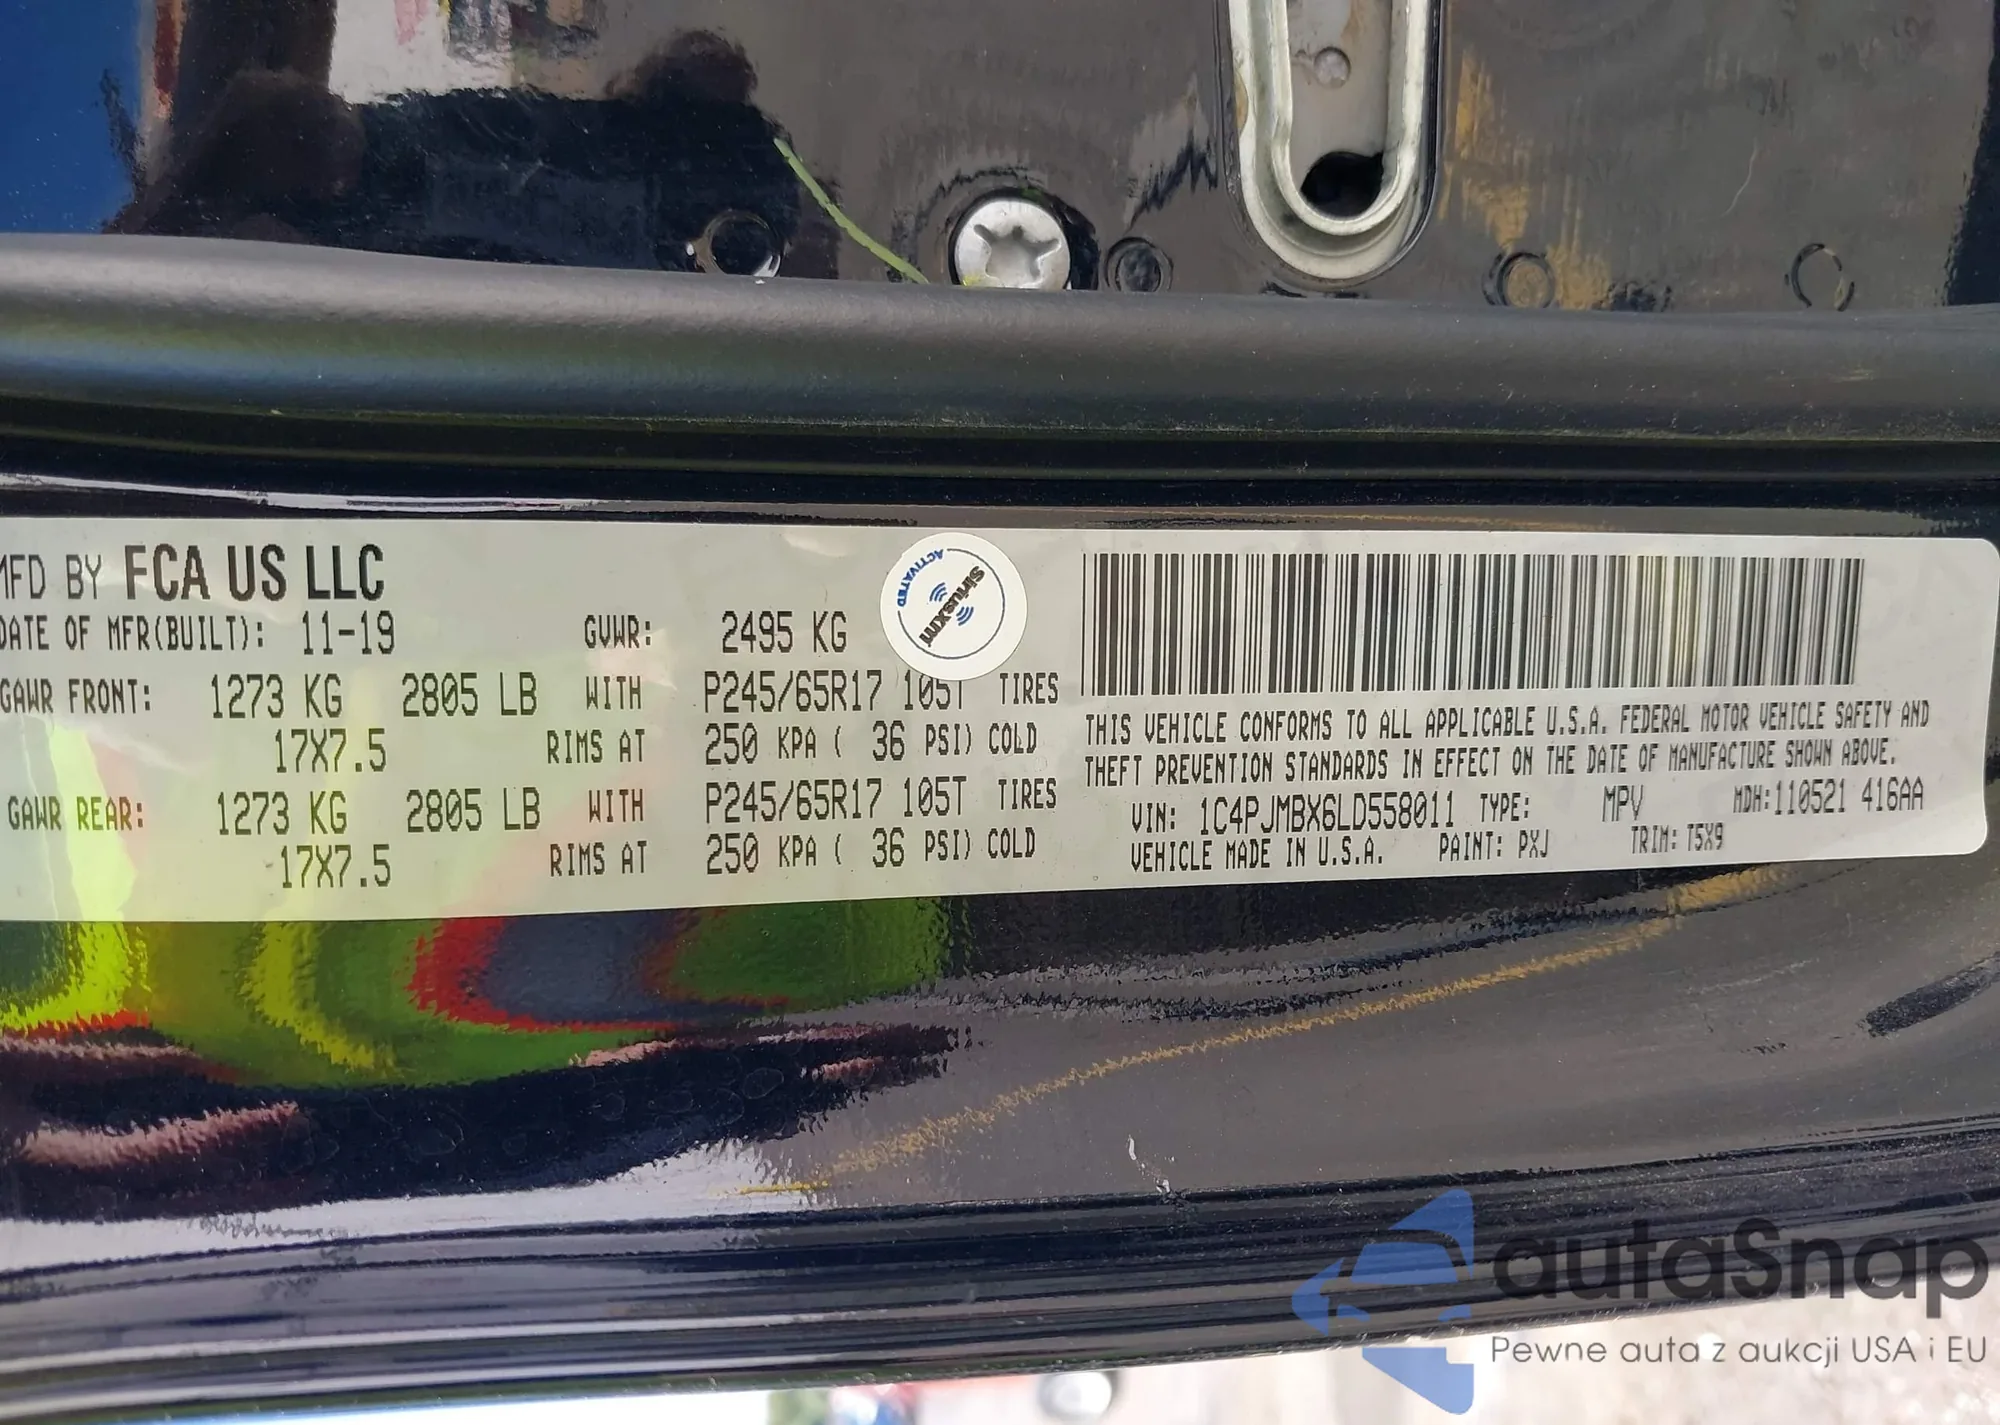 MFD BY FCA US LLC
DATE OF MFR(BUILT): 11-19 GVWR: 2495 KG
GAWR FRONT: 1273 KG 2805 LB WITH P245/65R17 105T TIRES
17X7.5 RIMS AT 250 KPA ( 36 PSI) COLD
GAWR REAR: 1273 KG 2805 LB WITH P245/65R17 105T TIRES
17X7.5 RIMS AT 250 KPA ( 36 PSI) COLD
ACTIVATED
siriusxm
THIS VEHICLE CONFORMS TO ALL APPLICABLE U.S.A. FEDERAL MOTOR VEHICLE SAFETY AND
THEFT PREVENTION STANDARDS IN EFFECT ON THE DATE OF MANUFACTURE SHOWN ABOVE.
VIN: 1C4PJMBX6LD558011 TYPE: MPV MDH:110521 416AA
VEHICLE MADE IN U.S.A. PAINT: PXJ TRIM: T5X9
autaSnap
Pewne auta z aukcji USA i EU